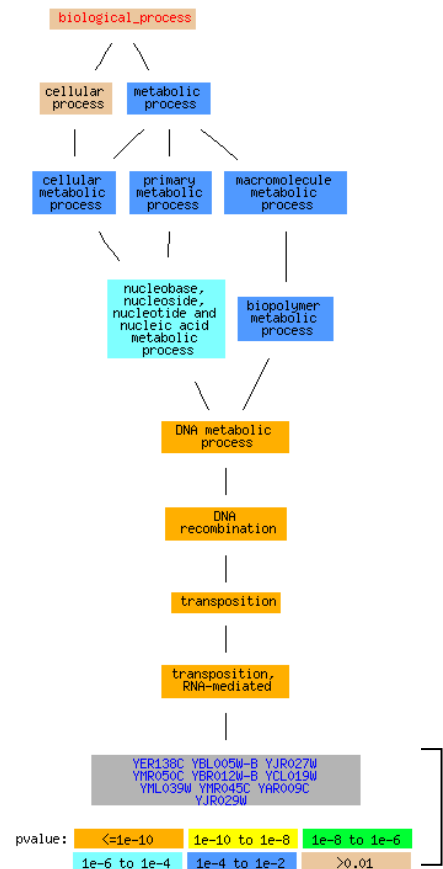 biological_process
cellular
process
metabolic
process
cellular
metabolic
process
primary
metabolic
process
macromolecule
metabolic
process
nucleobase,
nucleoside,
nucleotide and
nucleic acid
metabolic
process
biopolymer
metabolic
process
DNA metabolic
process
DNA
recombination
transposition
transposition,
RNA-mediated
YER138C YBL005W-B YJR027W
YMR050C YBR012W-B YCL019W
YML039W YMR045C YAR009C
YJR029W
pvalue: <=1e-10 1e-10 to 1e-8 1e-8 to 1e-6
1e-6 to 1e-4 1e-4 to 1e-2 >0.01